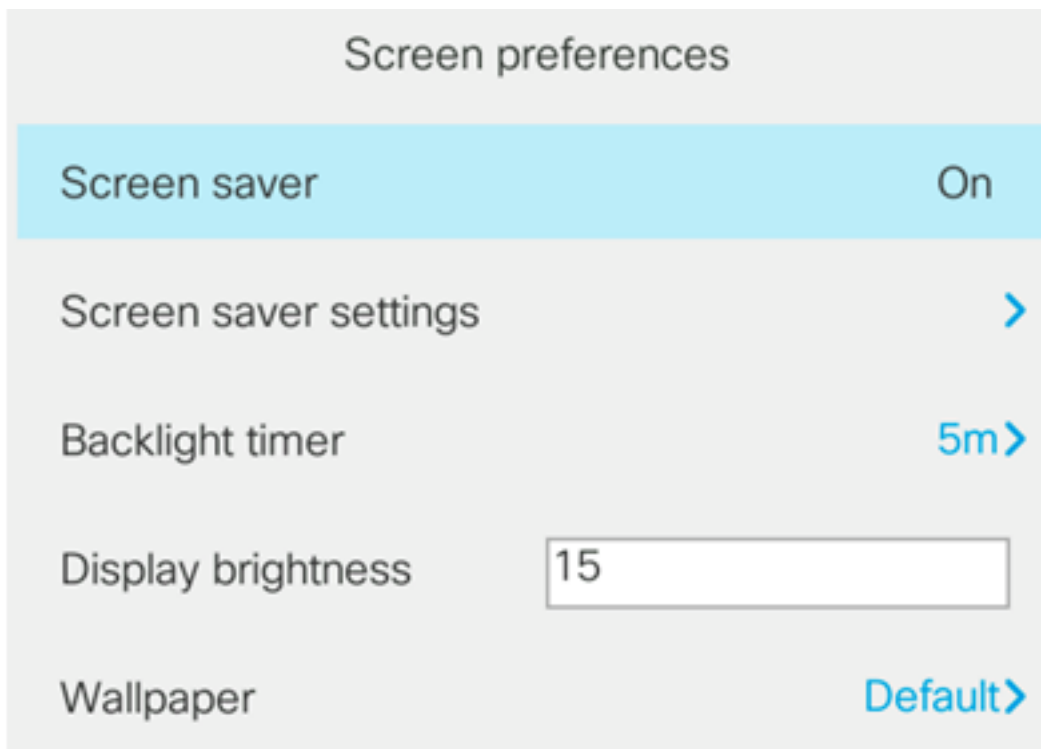 Screen preferences
Screen saver On
Screen saver settings
Backlight timer 5m
Display brightness 15
Wallpaper Default